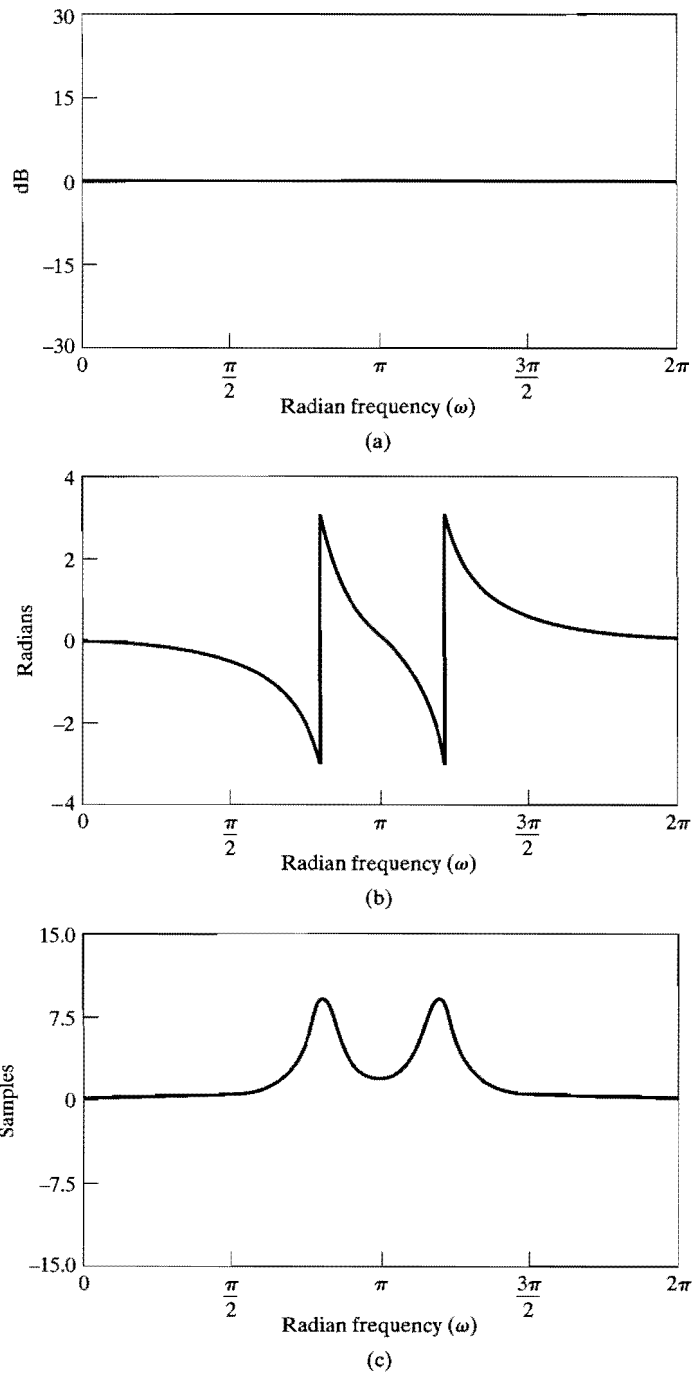 30
15
0
−15
−30
dB
0
π/2
π
3π/2
2π
Radian frequency (ω)
(a)
4
2
0
−2
−4
Radians
0
π/2
π
3π/2
2π
Radian frequency (ω)
(b)
15.0
7.5
0
−7.5
−15.0
Samples
0
π/2
π
3π/2
2π
Radian frequency (ω)
(c)